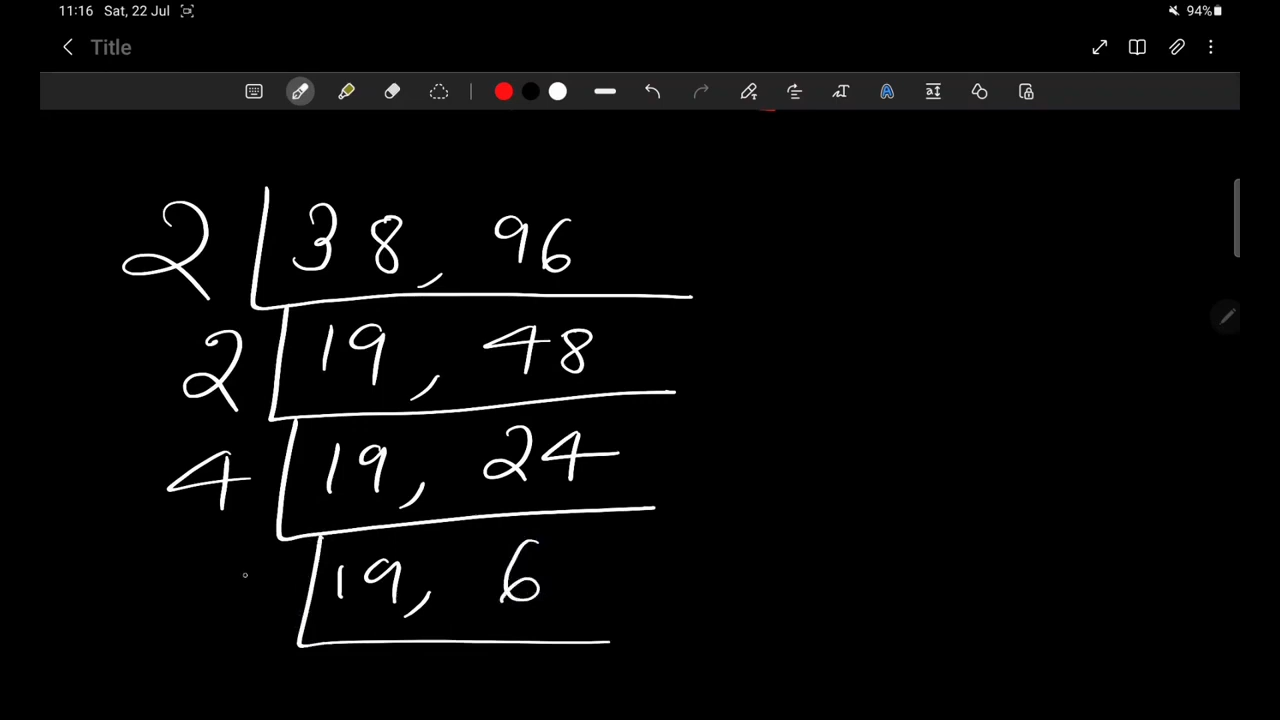 11:16 Sat, 22 Jul 94%
Title
2 38, 96
2 19, 48
4 19, 24
19, 6